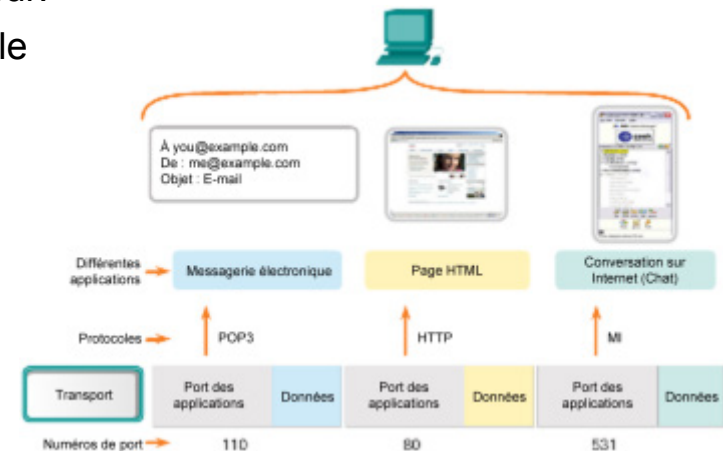 le
À you@example.com
De : me@example.com
Objet : E-mail
Différentes
applications
Messagerie électronique
Page HTML
Conversation sur
Internet (Chat)
Protocoles
POP3
HTTP
MI
Transport
Port des
applications
Données
Port des
applications
Données
Port des
applications
Données
Numéros de port
110
80
531